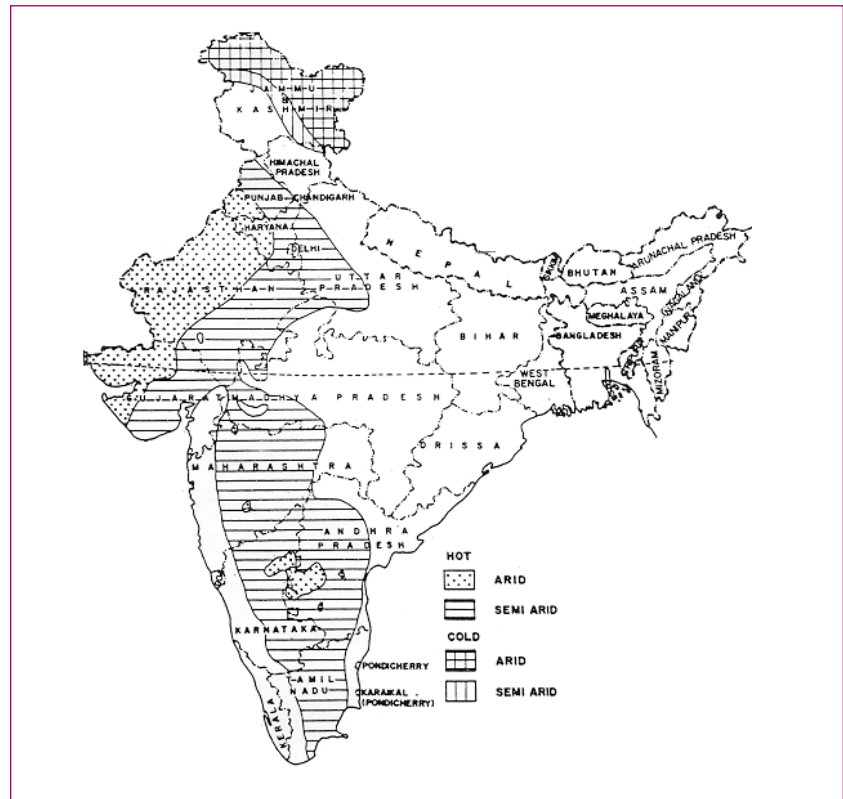 JAMMU
&
KASHMIR
HIMACHAL
PRADESH
PUNJAB
CHANDIGARH
HARYANA
DELHI
RAJASTHAN
UTTAR
PRADESH
NEPAL
SIKKIM
BHUTAN
ARUNACHAL PRADESH
ASSAM
NAGALAND
MEGHALAYA
MANIPUR
BIHAR
BANGLADESH
MIZORAM
WEST
BENGAL
GUJARAT
MADHYA PRADESH
ORISSA
MAHARASHTRA
ANDHRA
PRADESH
HOT
ARID
SEMI ARID
KARNATAKA
COLD
ARID
PONDICHERRY
TAMIL
NADU
KARAIKAL
(PONDICHERRY)
SEMI ARID
KERALA